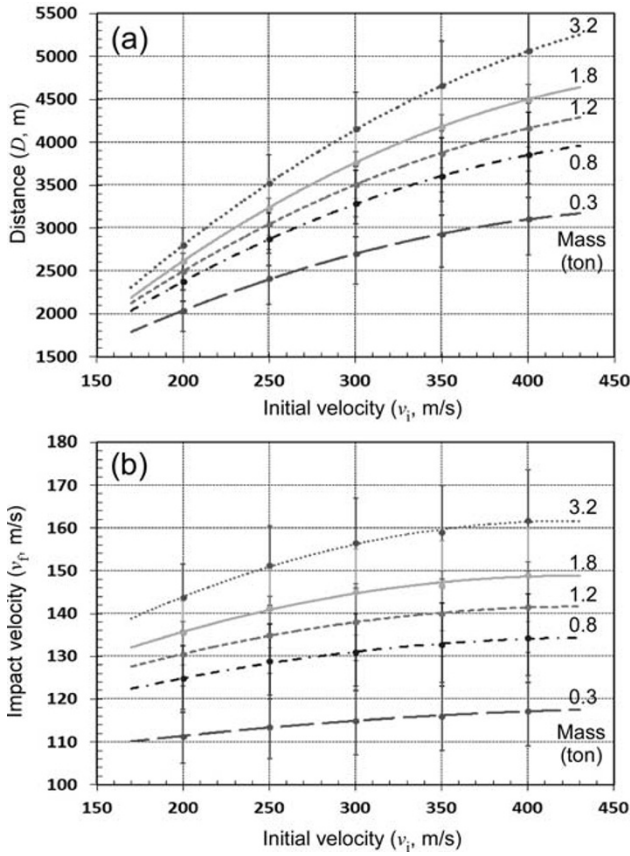 (a)
5500
5000
4500
4000
3500
3000
2500
2000
1500
Distance (D, m)
3.2
1.8
1.2
0.8
0.3
Mass
(ton)
150 200 250 300 350 400 450
Initial velocity (vi, m/s)
(b)
180
170
160
150
140
130
120
110
100
Impact velocity (vf, m/s)
3.2
1.8
1.2
0.8
0.3
Mass
(ton)
150 200 250 300 350 400 450
Initial velocity (vi, m/s)